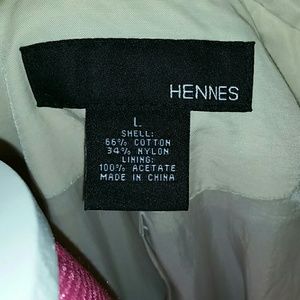 HENNES
L
SHELL:
66% COTTON
34% NYLON
LINING:
100% ACETATE
MADE IN CHINA